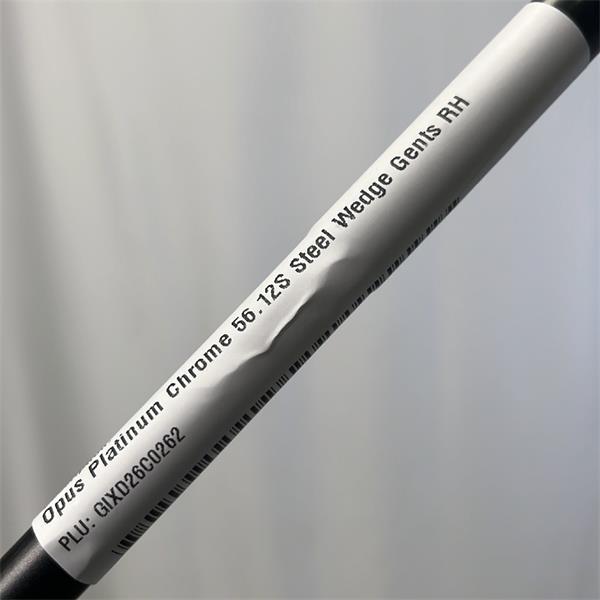 Opus Platinum Chrome 56.12S Steel Wedge Gents RH
PLU: GIXD26C0262